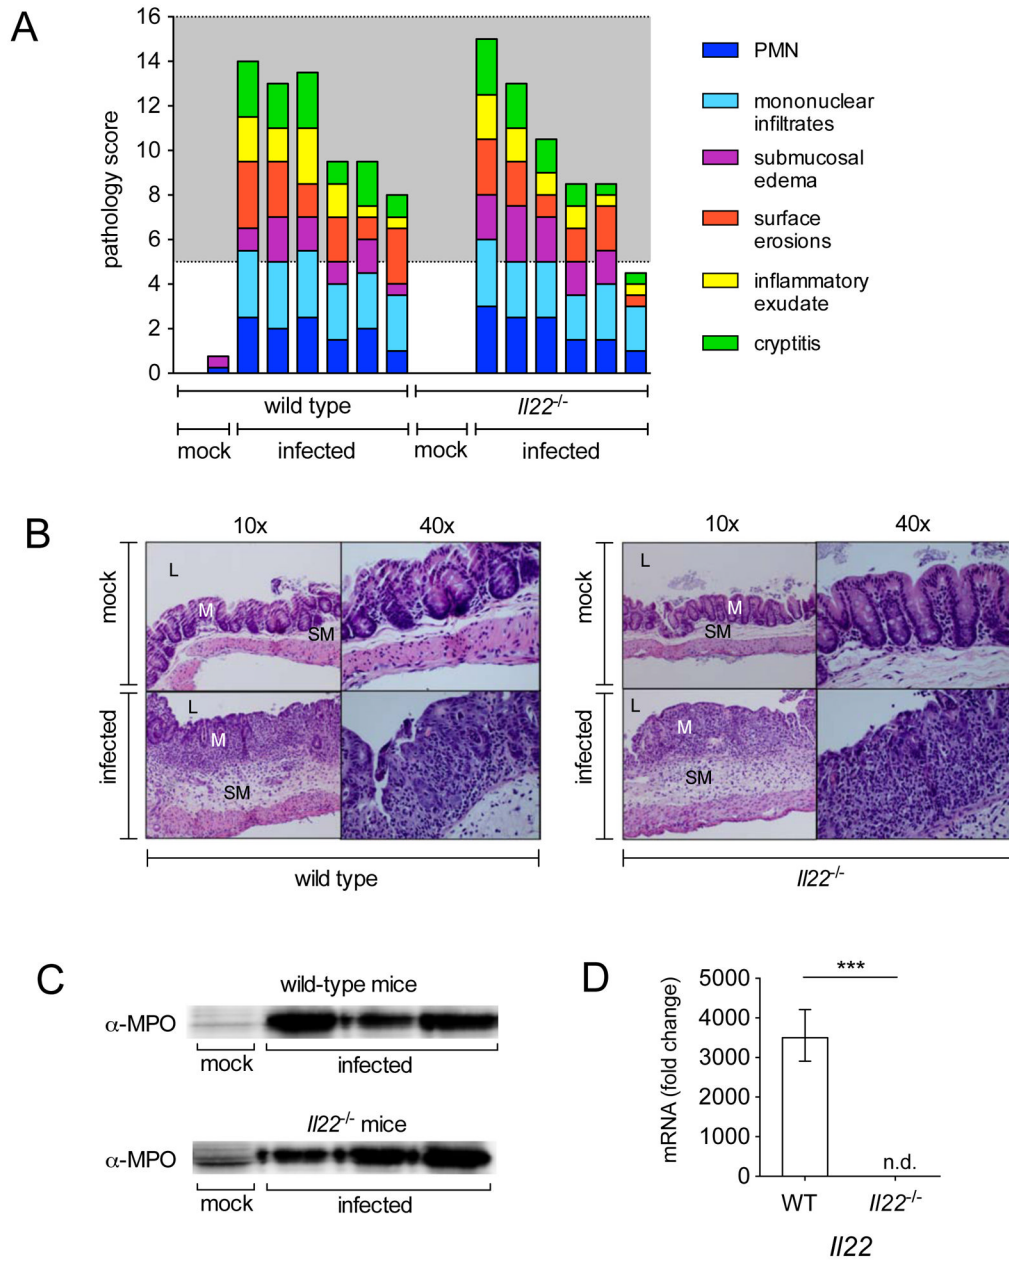 A
16
14
12
10
8
6
4
2
0
pathology score
PMN
mononuclear
infiltrates
submucosal
edema
surface
erosions
inflammatory
exudate
cryptitis
wild type
Il22-/-
mock
infected
mock
infected
B
10x
40x
10x
40x
mock
infected
L
M
SM
L
M
SM
L
M
SM
L
M
SM
mock
infected
wild type
Il22-/-
C
wild-type mice
α-MPO
mock
infected
Il22-/- mice
α-MPO
mock
infected
D
mRNA (fold change)
5000
4000
3000
2000
1000
0
***
n.d.
WT
Il22-/-
Il22